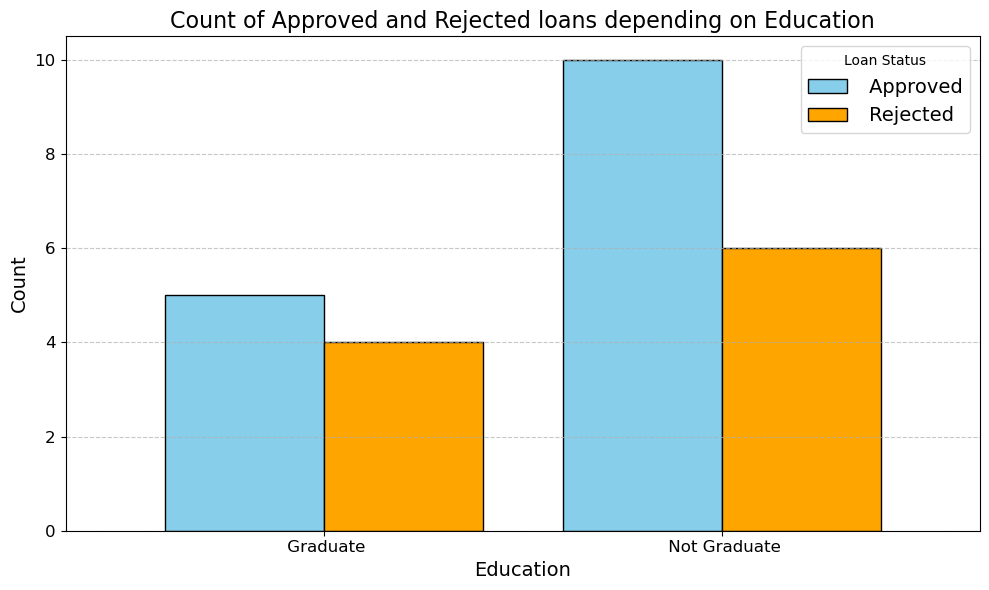 Count of Approved and Rejected loans depending on Education
Loan Status
Approved
Rejected
10
8
6
4
2
0
Count
Graduate
Not Graduate
Education